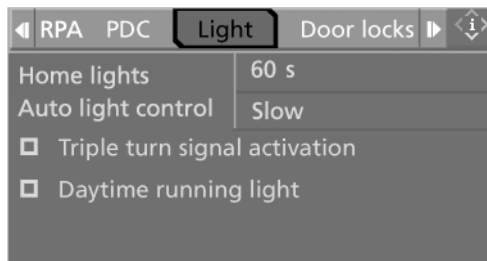 RPA PDC Light Door locks i
Home lights 60 s
Auto light control Slow
Triple turn signal activation
Daytime running light